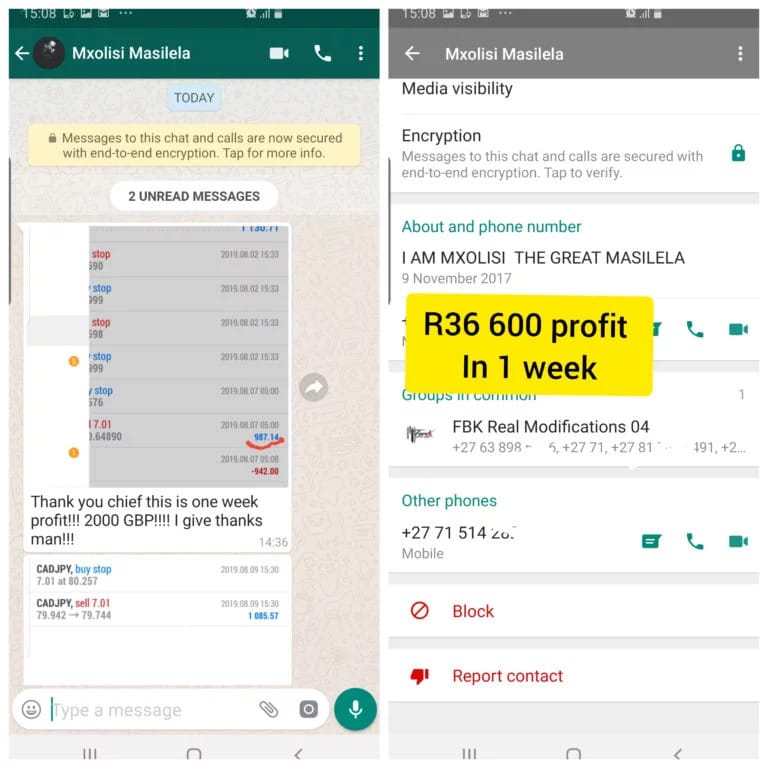 15:08
Mxolisi Masilela
TODAY
Messages to this chat and calls are now secured
with end-to-end encryption. Tap for more info.
2 UNREAD MESSAGES
1 130.71
stop 2019.08.02 15:33
590
y stop 2019.08.02 15:33
999
stop 2019.08.02 15:33
598
y stop 2019.08.02 15:33
999
5
y stop 2019.08.07 05:00
576
7.01 2019.08.07 05:00
0.64890 987.14
2019.08.07 05:08
1
-942.00
Thank you chief this is one week
profit!!! 2000 GBP!!!! I give thanks
man!!!
14:36
CADJPY, buy stop 2019.08.09 15:30
7.01 at 80.257
CADJPY, sell 7.01 2019.08.09 15:30
79.942 → 79.744 1 085.57
Type a message
15:08
Mxolisi Masilela
Media visibility
Encryption
Messages to this chat and calls are secured with
end-to-end encryption. Tap to verify.
About and phone number
I AM MXOLISI THE GREAT MASILELA
9 November 2017
R36 600 profit
In 1 week
Groups in common 1
FBK Real Modifications 04
+27 63 898 6, +27 71, +27 81 491, +2...
Other phones
+27 71 514
Mobile
Block
Report contact